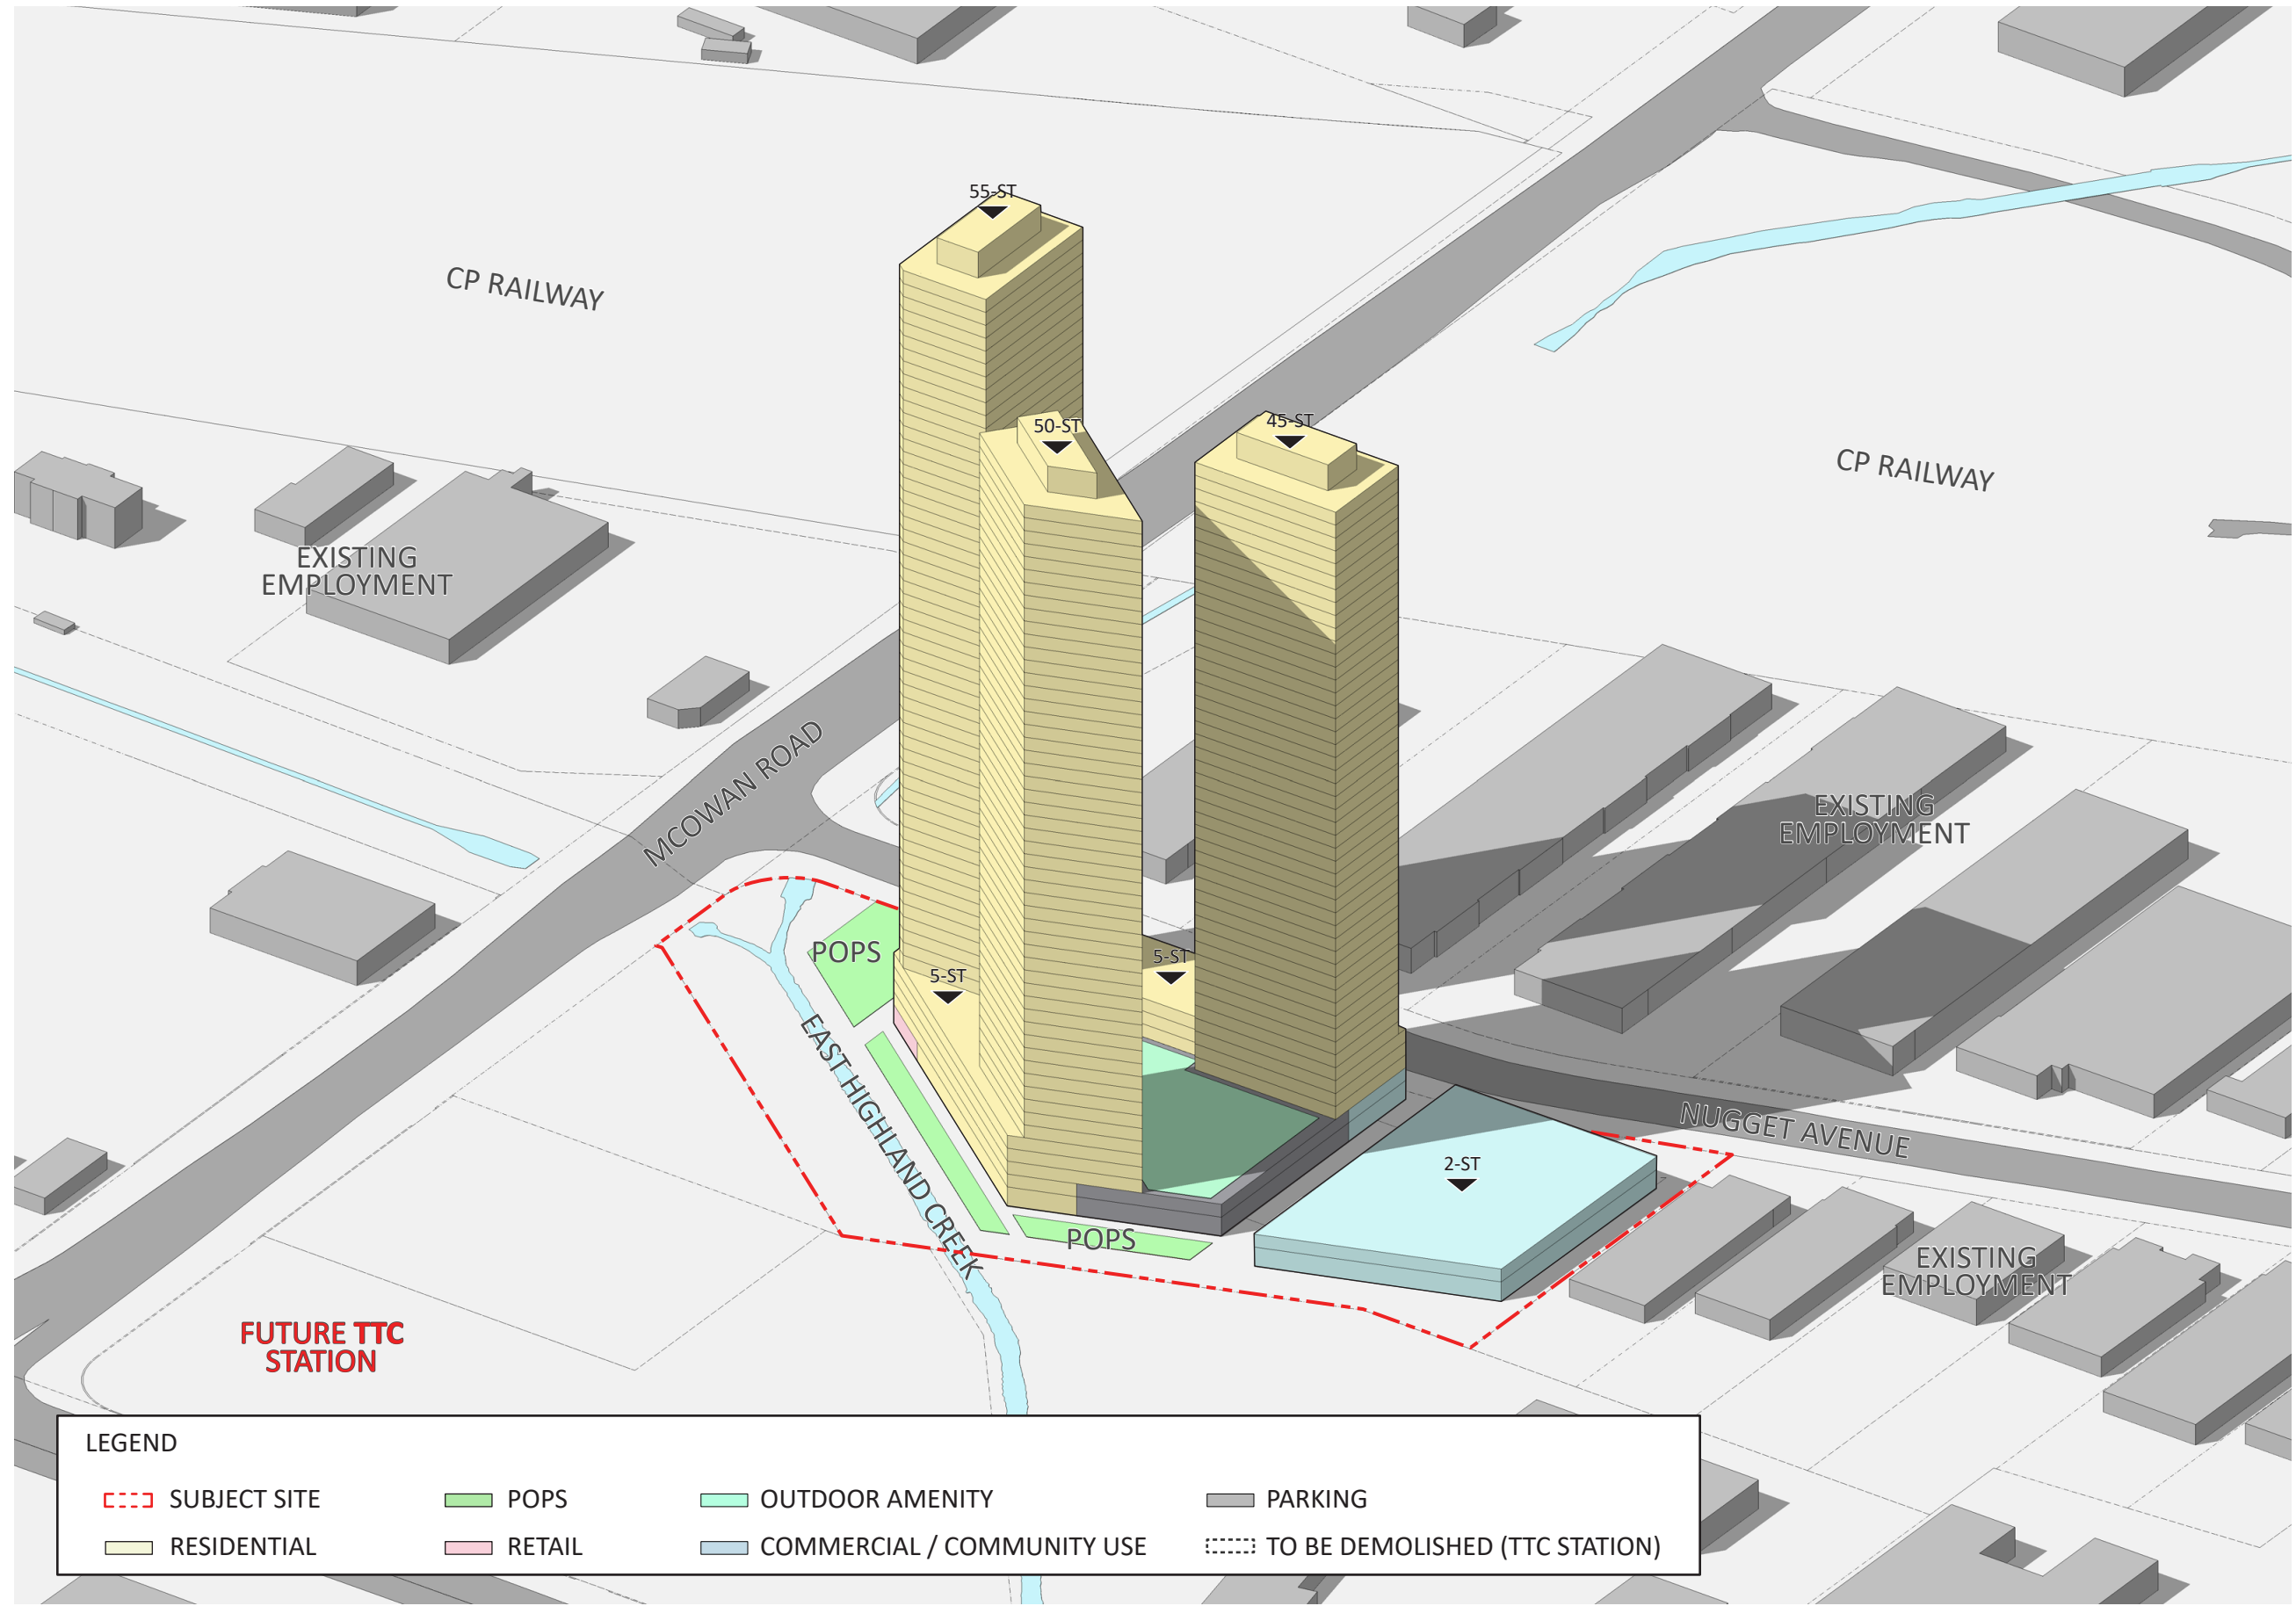 55-ST
CP RAILWAY
50-ST
45-ST
CP RAILWAY
EXISTING
EMPLOYMENT
MCOWAN ROAD
EXISTING
EMPLOYMENT
POPS
5-ST
5-ST
EAST HIGHLAND CREEK
NUGGET AVENUE
2-ST
POPS
EXISTING
EMPLOYMENT
FUTURE TTC
STATION
LEGEND
SUBJECT SITE
POPS
OUTDOOR AMENITY
PARKING
RESIDENTIAL
RETAIL
COMMERCIAL / COMMUNITY USE
TO BE DEMOLISHED (TTC STATION)